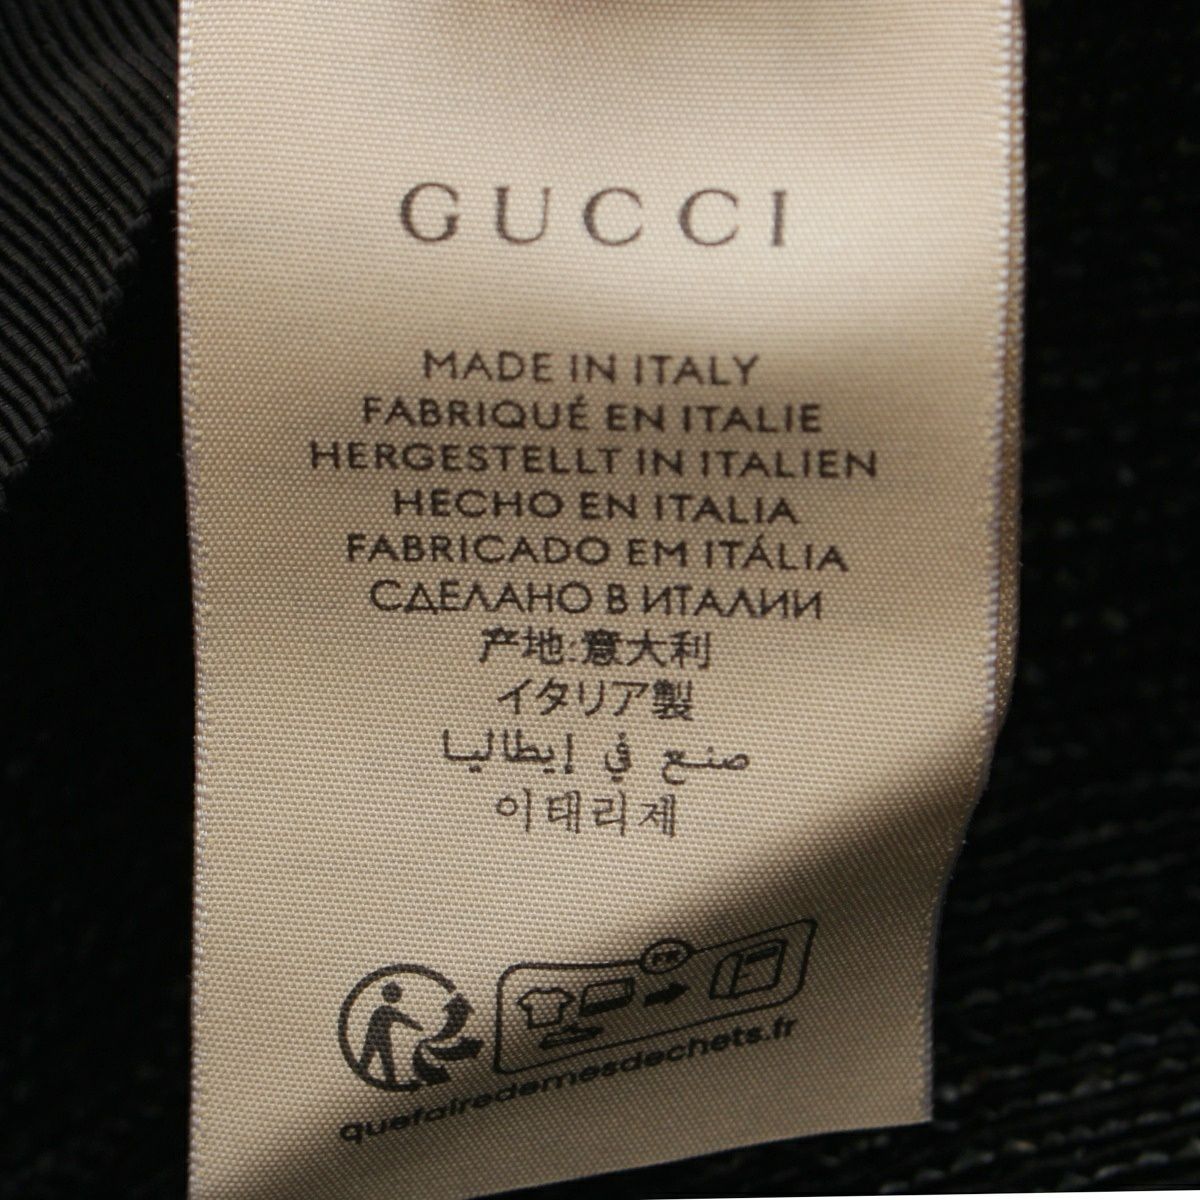 GUCCI
MADE IN ITALY
FABRIQUÉ EN ITALIE
HERGESTELLT IN ITALIEN
HECHO EN ITALIA
FABRICADO EM ITÁLIA
СДЕЛАНО В ИТАЛИИ
产地:意大利
イタリア製
صنع في إيطاليا
이태리제
FR
quefairedemesdechets.fr